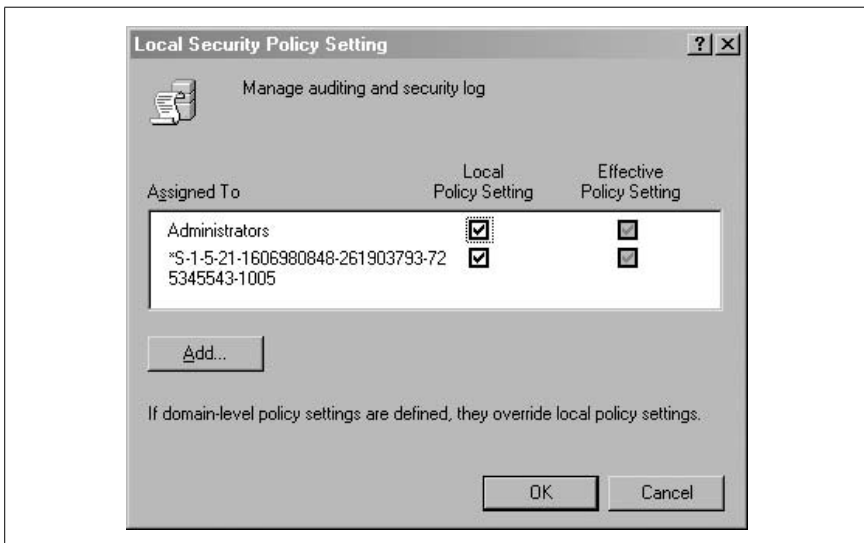 Local Security Policy Setting
Manage auditing and security log
Assigned To
Local
Policy Setting
Effective
Policy Setting
Administrators
*S-1-5-21-1606980848-261903793-72
5345543-1005
Add...
If domain-level policy settings are defined, they override local policy settings.
OK
Cancel